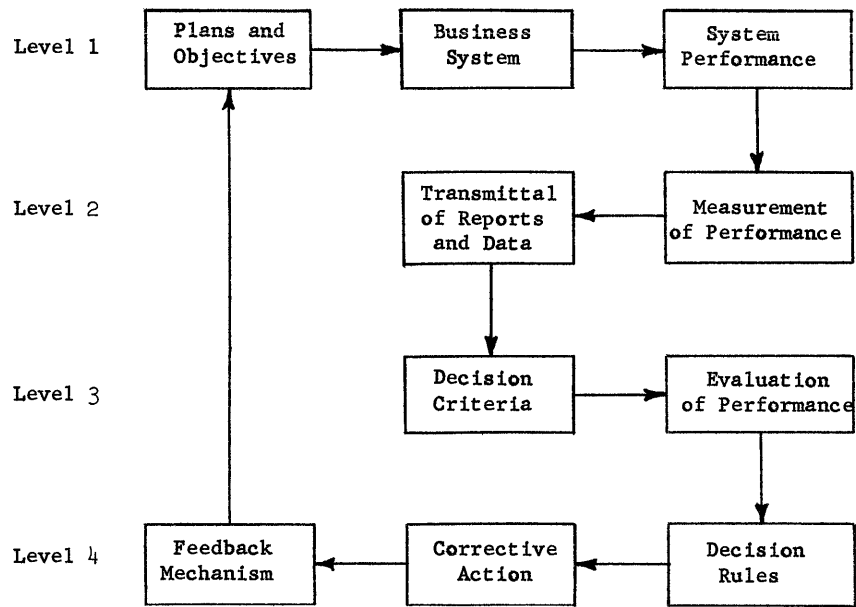 Level 1
Plans and
Objectives
Business
System
System
Performance
Level 2
Transmittal
of Reports
and Data
Measurement
of Performance
Level 3
Decision
Criteria
Evaluation
of Performance
Level 4
Feedback
Mechanism
Corrective
Action
Decision
Rules